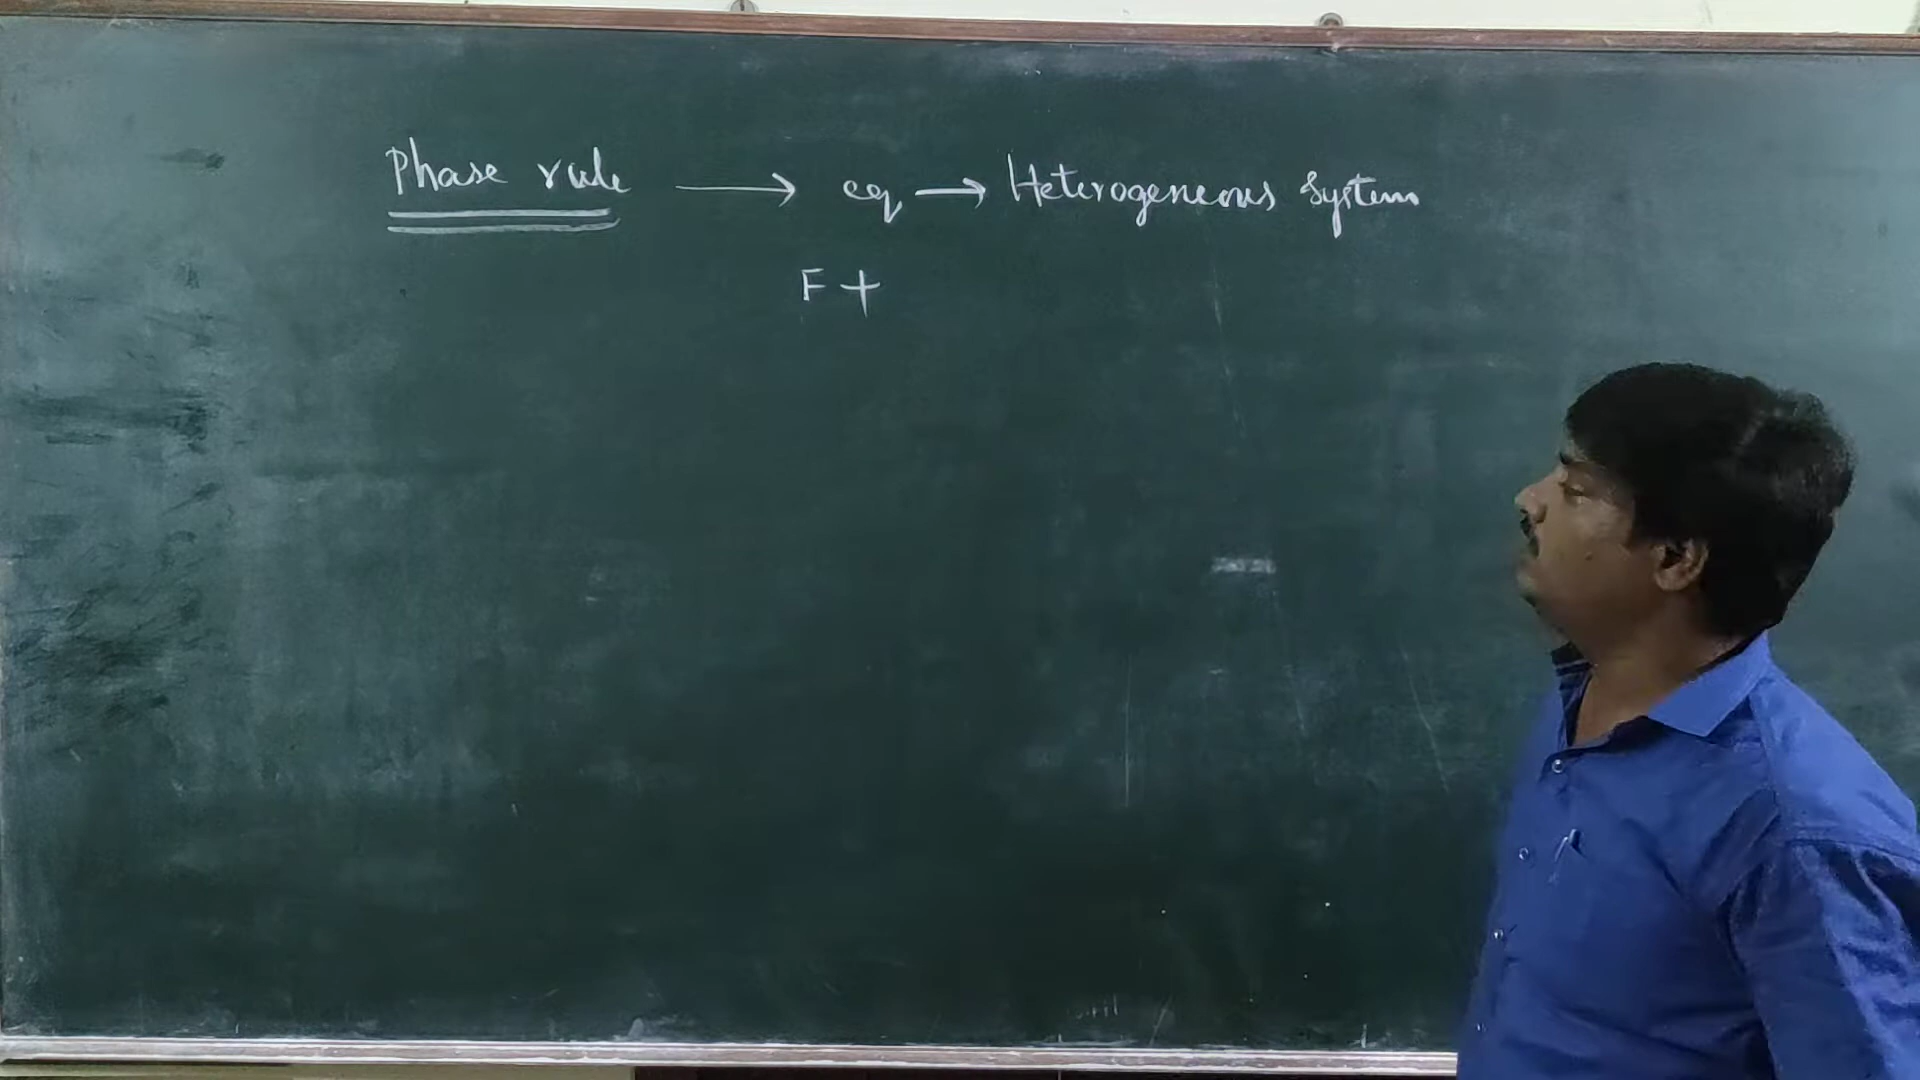 Phase rule → eq → Heterogeneous System
F +